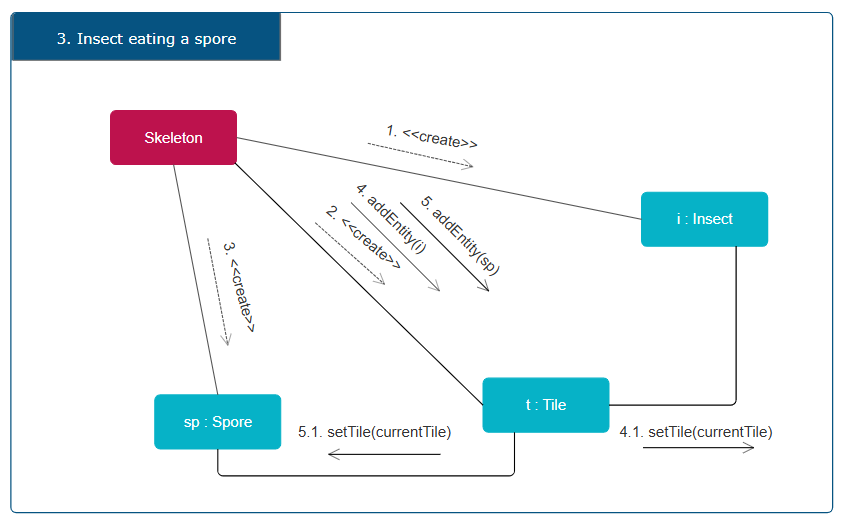 3. Insect eating a spore
Skeleton
1. <<create>>
i : Insect
4. addEntity(i)
5. addEntity(sp)
2. <<create>>
3. <<create>>
t : Tile
sp : Spore
5.1. setTile(currentTile)
4.1. setTile(currentTile)